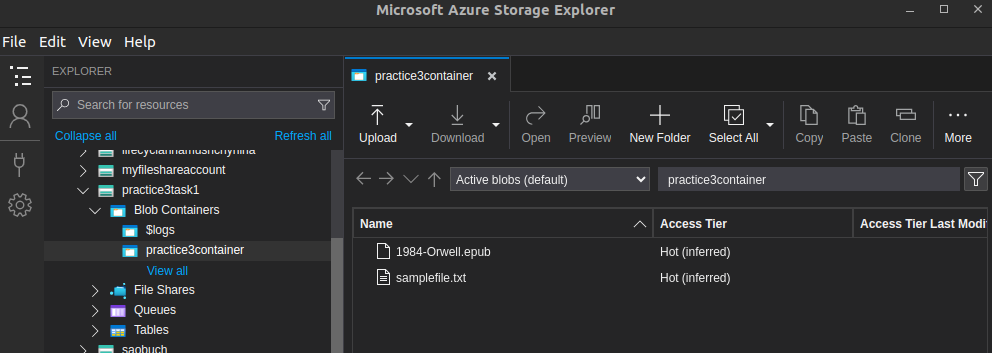 Microsoft Azure Storage Explorer
File Edit View Help
EXPLORER
Search for resources
Collapse all Refresh all
myfileshareaccount
practice3task1
Blob Containers
$logs
practice3container
View all
File Shares
Queues
Tables
saobuch
practice3container
Upload Download Open Preview New Folder Select All Copy Paste Clone More
Active blobs (default) practice3container
Name Access Tier Access Tier Last Modif
1984-Orwell.epub Hot (inferred)
samplefile.txt Hot (inferred)